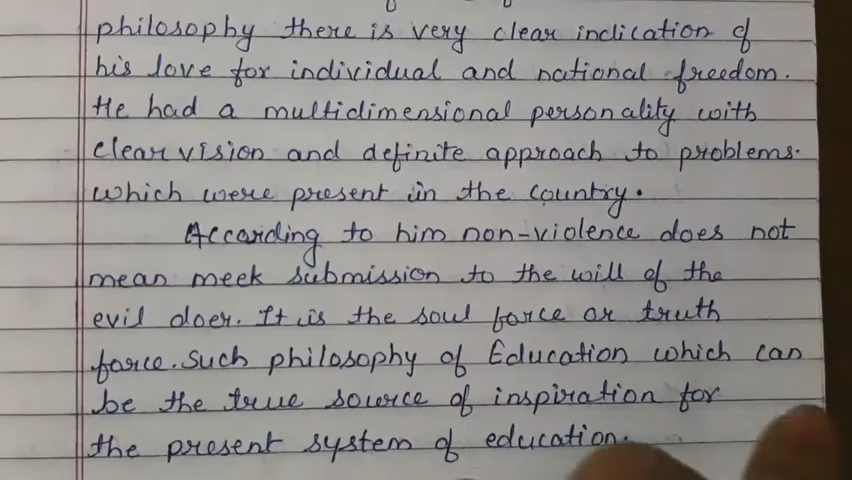 philosophy there is very clear indication of
his love for individual and national freedom.
He had a multidimensional personality with
clear vision and definite approach to problems.
which were present in the country.
According to him non-violence does not
mean meek submission to the will of the
evil doer. It is the soul force or truth
force. Such philosophy of Education which can
be the true source of inspiration for
the present system of education.